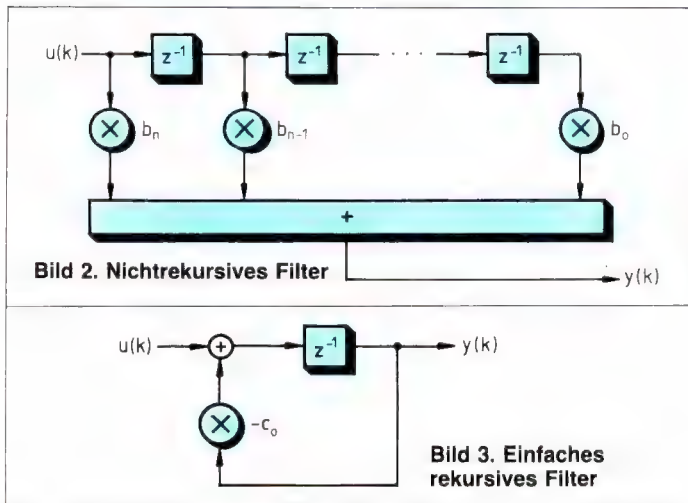 u(k) z⁻¹ z⁻¹ · · · z⁻¹
× bₙ × bₙ₋₁ × b₀
+
Bild 2. Nichtrekursives Filter
y(k)
u(k) + z⁻¹ y(k)
× -c₀
Bild 3. Einfaches
rekursives Filter